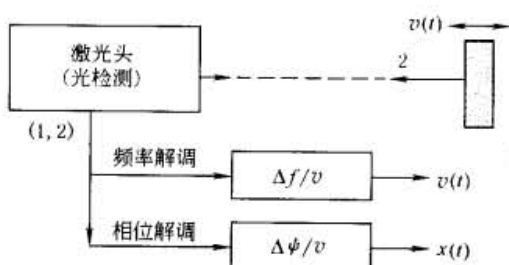 激光头
(光检测)
v(t)
2
(1,2)
频率解调
Δf/v
v(t)
相位解调
Δψ/v
x(t)